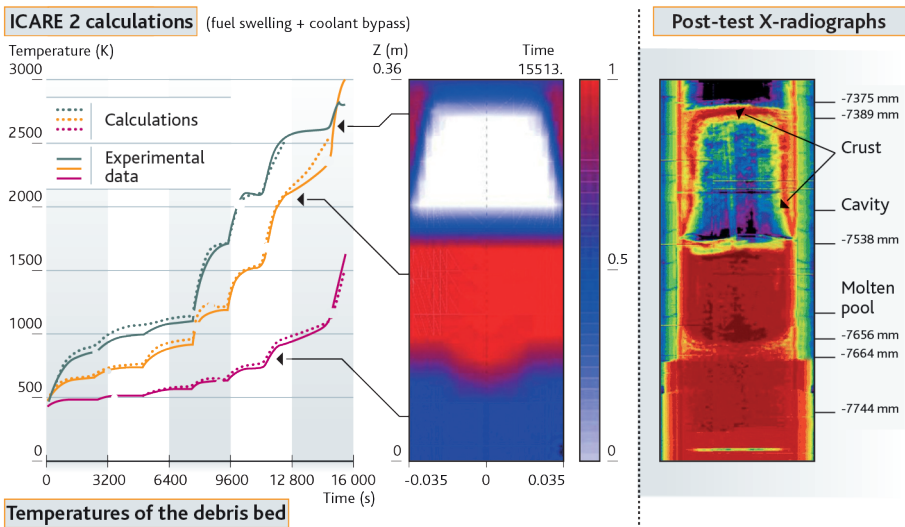 ICARE 2 calculations (fuel swelling + coolant bypass)
Post-test X-radiographs
Temperature (K)
3000
2500
2000
1500
1000
500
0
Calculations
Experimental
data
0
3200
6400
9600
12 800
16 000
Time (s)
Z (m)
0.36
Time
15513.
0
-0.035
0
0.035
1
0.5
0
-7375 mm
-7389 mm
Crust
Cavity
-7538 mm
Molten
pool
-7656 mm
-7664 mm
-7744 mm
Temperatures of the debris bed